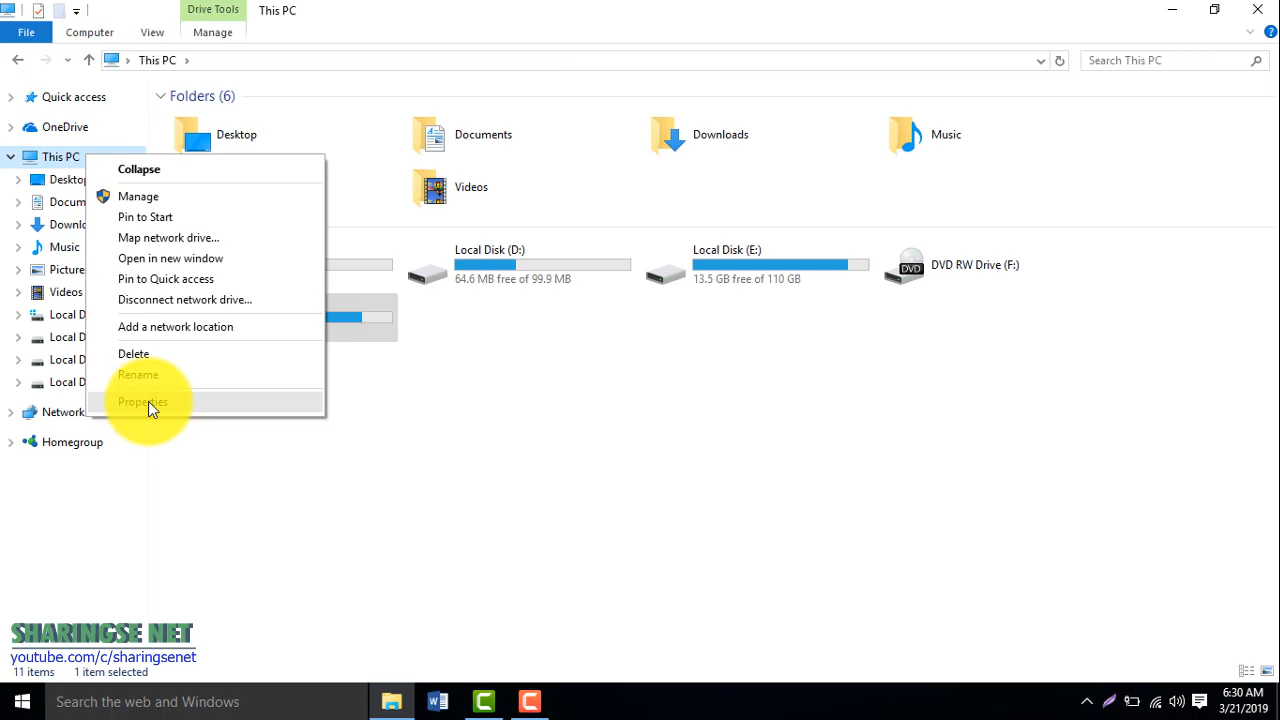 Drive Tools
This PC
File
Computer
View
Manage
This PC
Search This PC
Quick access
OneDrive
This PC
Desktop
Docum
Downlo
Music
Picture
Videos
Local D
Local D
Local D
Local D
Network
Homegroup
Collapse
Manage
Pin to Start
Map network drive...
Open in new window
Pin to Quick access
Disconnect network drive...
Add a network location
Delete
Rename
Properties
Folders (6)
Desktop
Documents
Downloads
Music
Videos
Local Disk (D:)
64.6 MB free of 99.9 MB
Local Disk (E:)
13.5 GB free of 110 GB
DVD RW Drive (F:)
DVD
SHARINGSE NET
youtube.com/c/sharingsenet
11 items
1 item selected
Search the web and Windows
6:30 AM
3/21/2019